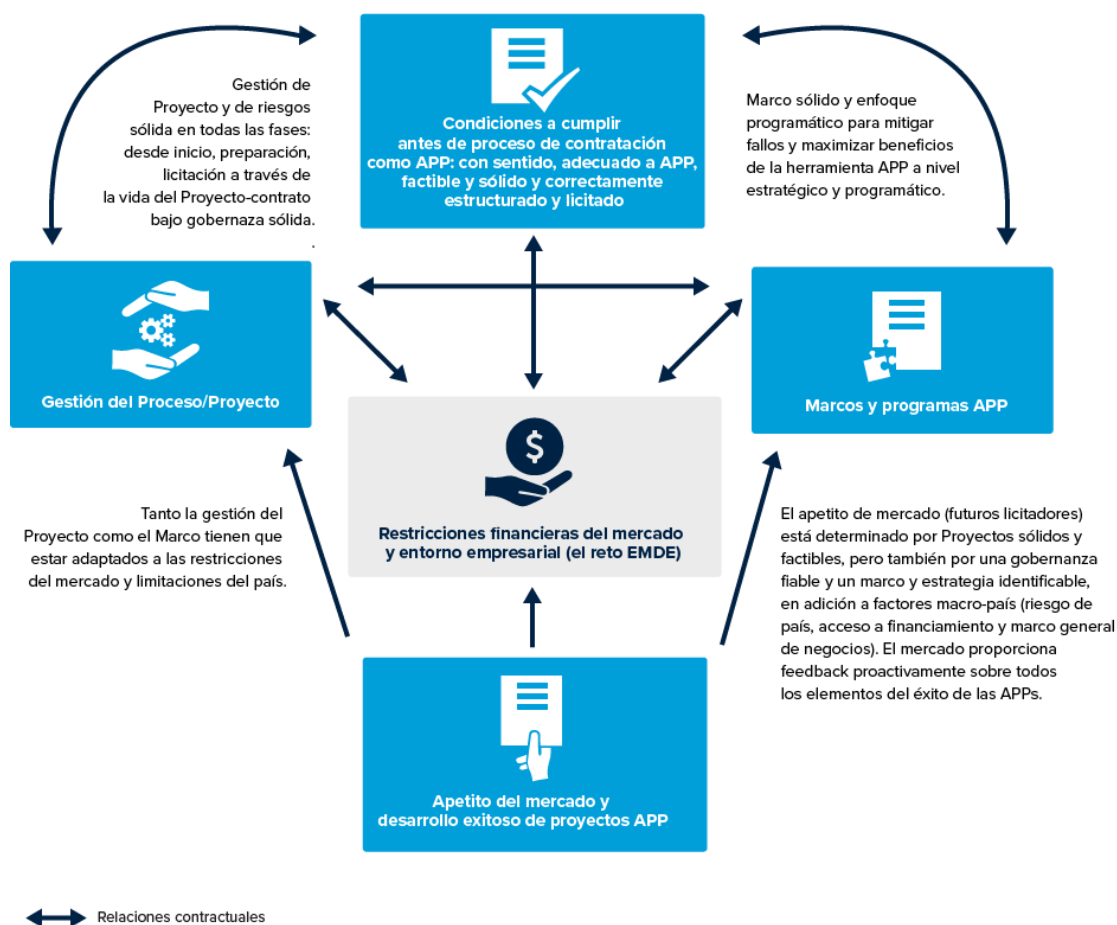 Gestión de
Proyecto y de riesgos
sólida en todas las fases:
desde inicio, preparación,
licitación a través de
la vida del Proyecto-contrato
bajo gobernaza sólida.
.
Condiciones a cumplir
antes de proceso de contratación
como APP: con sentido, adecuado a APP,
factible y sólido y correctamente
estructurado y licitado
Marco sólido y enfoque
programático para mitigar
fallos y maximizar beneficios
de la herramienta APP a nivel
estratégico y programático.
Gestión del Proceso/Proyecto
Marcos y programas APP
$
Restricciones financieras del mercado
y entorno empresarial (el reto EMDE)
Tanto la gestión del
Proyecto como el Marco tienen que
estar adaptados a las restricciones
del mercado y limitaciones del país.
El apetito de mercado (futuros licitadores)
está determinado por Proyectos sólidos y
factibles, pero también por una gobernanza
fiable y un marco y estrategia identificable,
en adición a factores macro-país (riesgo de
país, acceso a financiamiento y marco general
de negocios). El mercado proporciona
feedback proactivamente sobre todos
los elementos del éxito de las APPs.
Apetito del mercado y
desarrollo exitoso de proyectos APP
Relaciones contractuales